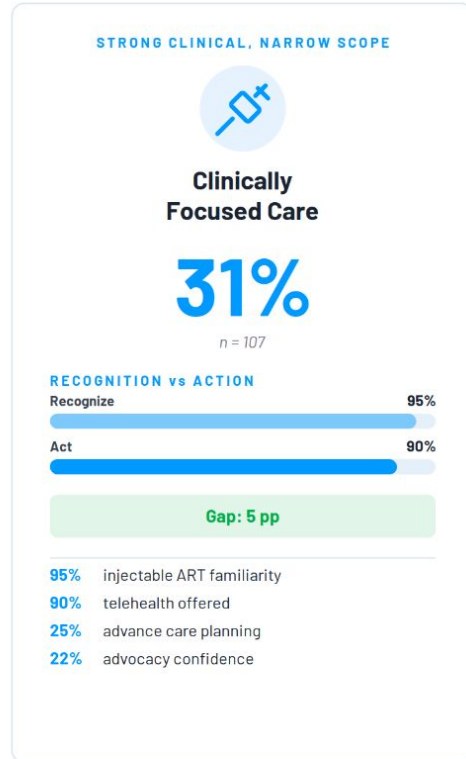 STRONG CLINICAL, NARROW SCOPE
Clinically
Focused Care
31%
n = 107
RECOGNITION vs ACTION
Recognize 95%
Act 90%
Gap: 5 pp
95% injectable ART familiarity
90% telehealth offered
25% advance care planning
22% advocacy confidence